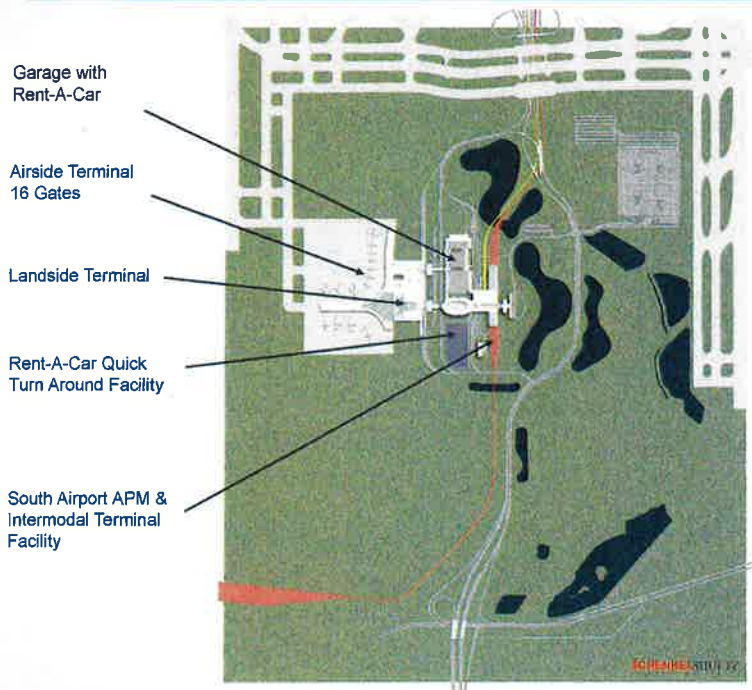 Garage with
Rent-A-Car
Airside Terminal
16 Gates
Landside Terminal
Rent-A-Car Quick
Turn Around Facility
South Airport APM &
Intermodal Terminal
Facility
SCHENKELSHULTZ